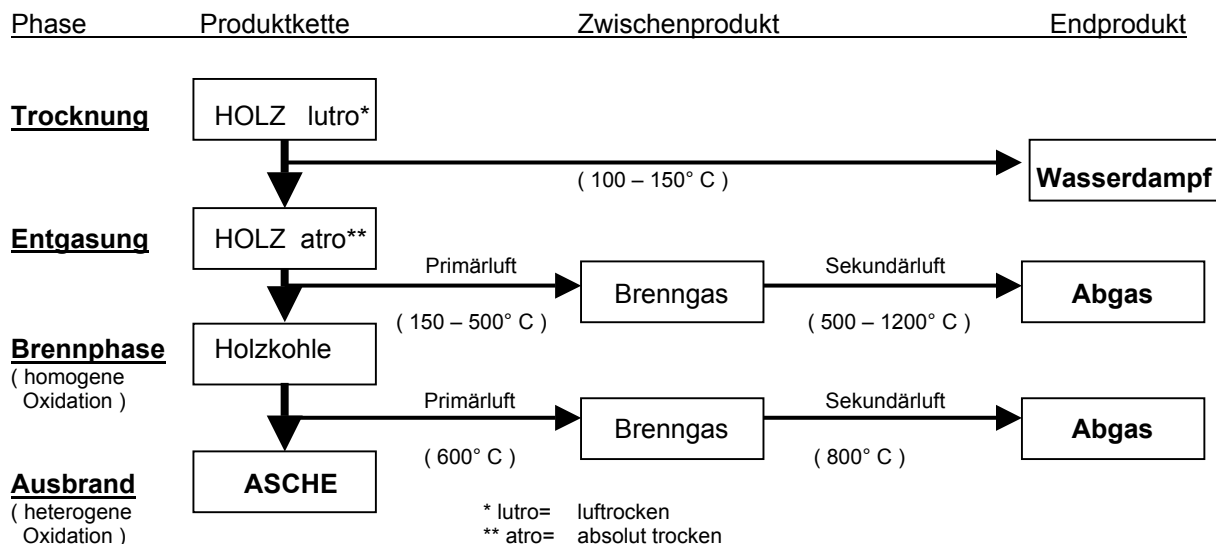 Phase Produktkette Zwischenprodukt Endprodukt
Trocknung HOLZ lutro*
( 100 – 150° C ) Wasserdampf
Entgasung HOLZ atro**
Primärluft Sekundärluft
Brenngas Abgas
( 150 – 500° C ) ( 500 – 1200° C )
Brennphase Holzkohle
( homogene
Oxidation )
Primärluft Sekundärluft
Brenngas Abgas
( 600° C ) ( 800° C )
Ausbrand ASCHE
( heterogene * lutro= luftrocken
Oxidation ) ** atro= absolut trocken